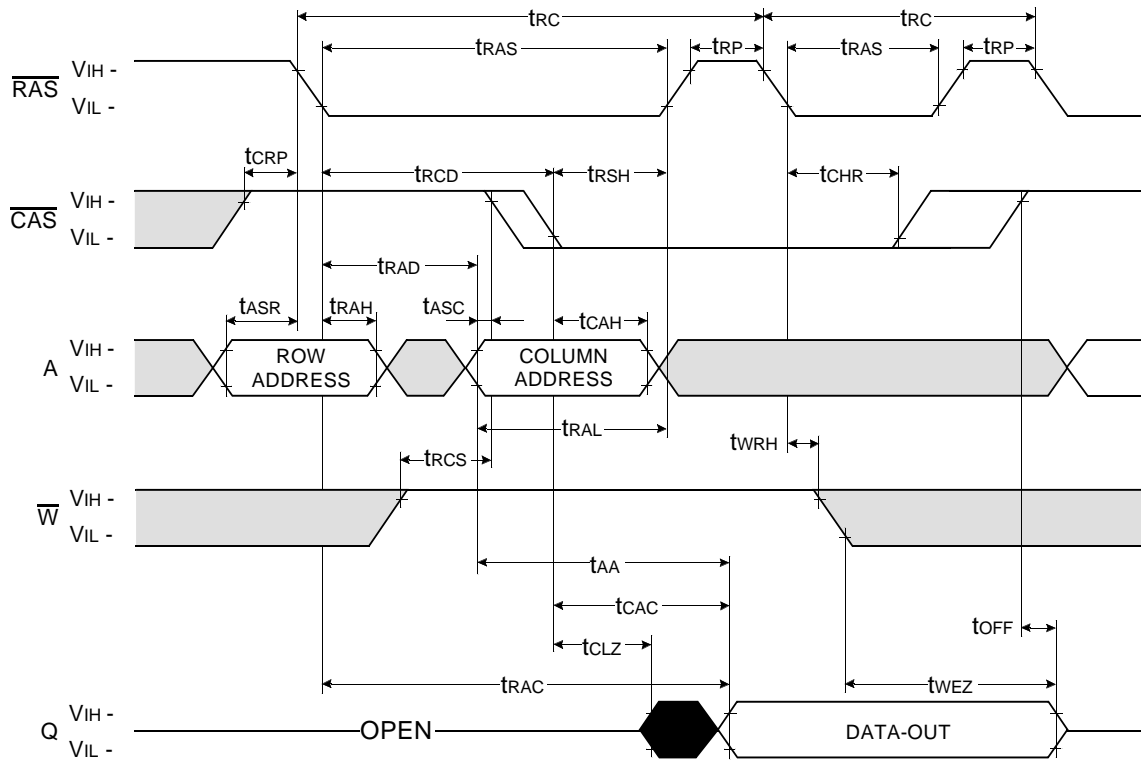 tRC tRC
tRAS tRP tRAS tRP
RAS VIH -
VIL -
tCRP tRCD tRSH tCHR
CAS VIH -
VIL -
tRAD
tASR tRAH tASC tCAH
A VIH -
VIL -
ROW
ADDRESS
COLUMN
ADDRESS
tRAL
tWRH
tRCS
W VIH -
VIL -
tAA
tCAC
tOFF
tCLZ
tRAC tWEZ
Q VIH -
VIL -
OPEN DATA-OUT